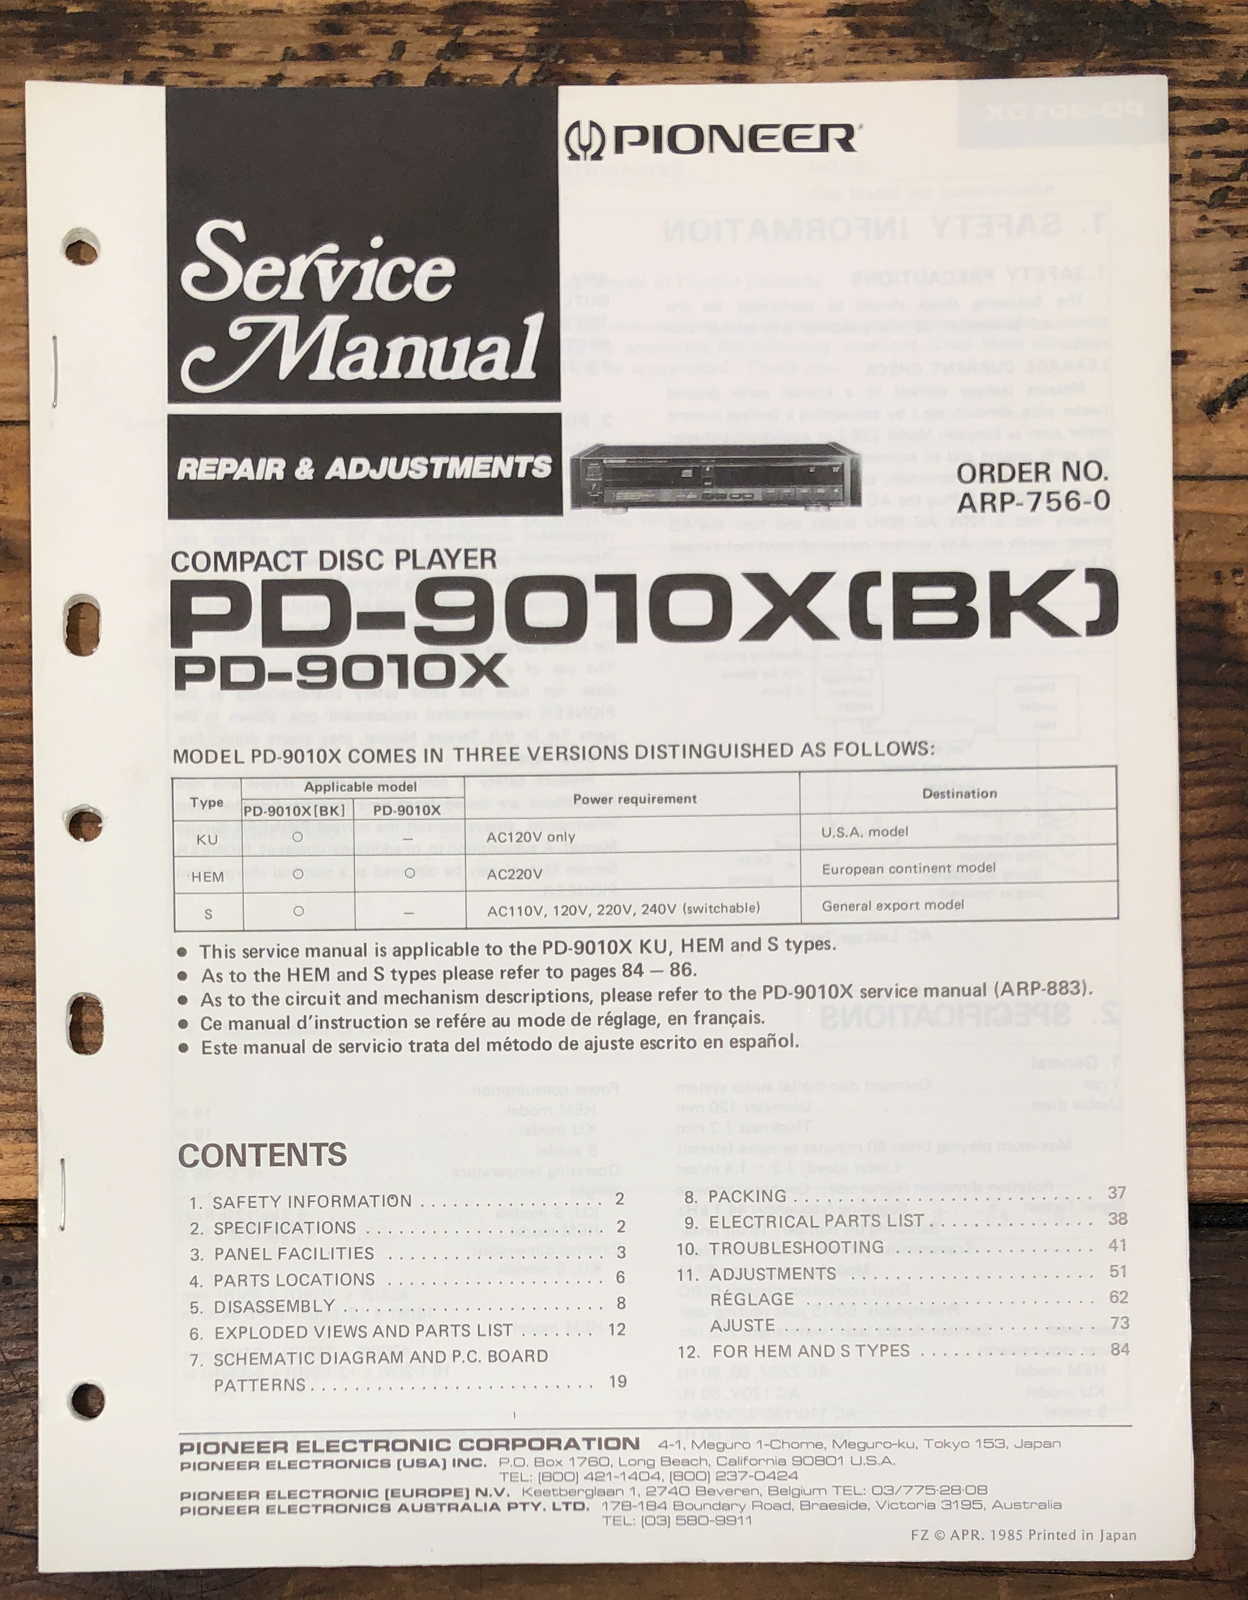 PIONEER
Service
Manual
REPAIR & ADJUSTMENTS
ORDER NO.
ARP-756-0
COMPACT DISC PLAYER
PD-9010X(BK)
PD-9010X
MODEL PD-9010X COMES IN THREE VERSIONS DISTINGUISHED AS FOLLOWS:
Type Applicable model Power requirement Destination
PD-9010X[BK] PD-9010X
KU ○ – AC120V only U.S.A. model
HEM ○ ○ AC220V European continent model
S ○ – AC110V, 120V, 220V, 240V (switchable) General export model
● This service manual is applicable to the PD-9010X KU, HEM and S types.
● As to the HEM and S types please refer to pages 84 – 86.
● As to the circuit and mechanism descriptions, please refer to the PD-9010X service manual (ARP-883).
● Ce manual d'instruction se refére au mode de réglage, en français.
● Este manual de servicio trata del método de ajuste escrito en español.
CONTENTS
1. SAFETY INFORMATION . . . . . . . . . . . . 2
2. SPECIFICATIONS . . . . . . . . . . . . . . . . . 2
3. PANEL FACILITIES . . . . . . . . . . . . . . . 3
4. PARTS LOCATIONS . . . . . . . . . . . . . . . 6
5. DISASSEMBLY . . . . . . . . . . . . . . . . . . . 8
6. EXPLODED VIEWS AND PARTS LIST . . . . . . . 12
7. SCHEMATIC DIAGRAM AND P.C. BOARD
PATTERNS . . . . . . . . . . . . . . . . . . . . . 19
8. PACKING . . . . . . . . . . . . . . . . . . . . . 37
9. ELECTRICAL PARTS LIST . . . . . . . . . . . . 38
10. TROUBLESHOOTING . . . . . . . . . . . . . . . 41
11. ADJUSTMENTS . . . . . . . . . . . . . . . . . . 51
RÉGLAGE . . . . . . . . . . . . . . . . . . . . . 62
AJUSTE . . . . . . . . . . . . . . . . . . . . . . 73
12. FOR HEM AND S TYPES . . . . . . . . . . . . . 84
PIONEER ELECTRONIC CORPORATION 4-1, Meguro 1-Chome, Meguro-ku, Tokyo 153, Japan
PIONEER ELECTRONICS [USA] INC. P.O. Box 1760, Long Beach, California 90801 U.S.A.
TEL: [800] 421-1404, [800] 237-0424
PIONEER ELECTRONIC [EUROPE] N.V. Keetberglaan 1, 2740 Beveren, Belgium TEL: 03/775·28·08
PIONEER ELECTRONICS AUSTRALIA PTY. LTD. 178-184 Boundary Road, Braeside, Victoria 3195, Australia
TEL: [03] 580-9911
FZ © APR. 1985 Printed in Japan